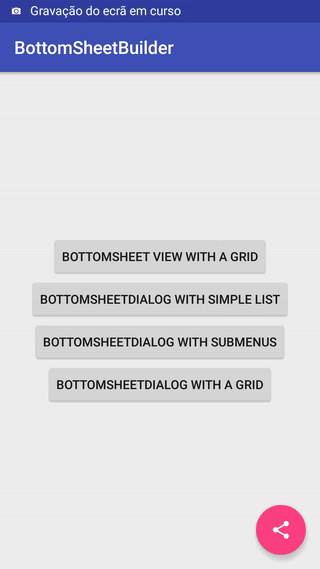 Gravação do ecrã em curso
BottomSheetBuilder
BOTTOMSHEET VIEW WITH A GRID
BOTTOMSHEETDIALOG WITH SIMPLE LIST
BOTTOMSHEETDIALOG WITH SUBMENUS
BOTTOMSHEETDIALOG WITH A GRID